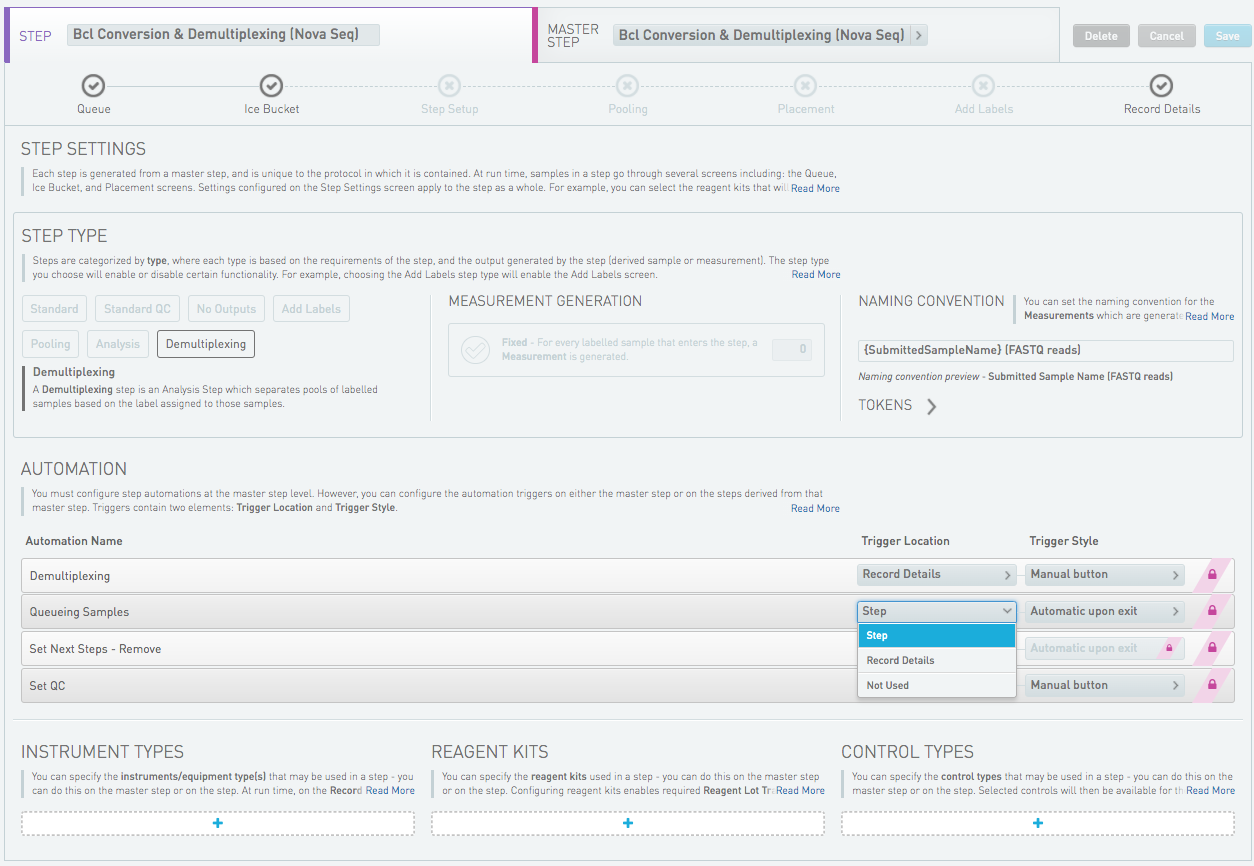 STEP
Bcl Conversion & Demultiplexing (Nova Seq)
MASTER
STEP
Bcl Conversion & Demultiplexing (Nova Seq)
Delete
Cancel
Save
Queue
Ice Bucket
Step Setup
Pooling
Placement
Add Labels
Record Details
STEP SETTINGS
Each step is generated from a master step, and is unique to the protocol in which it is contained. At run time, samples in a step go through several screens including: the Queue,
Ice Bucket, and Placement screens. Settings configured on the Step Settings screen apply to the step as a whole. For example, you can select the reagent kits that will Read More
STEP TYPE
Steps are categorized by type, where each type is based on the requirements of the step, and the output generated by the step (derived sample or measurement). The step type
you choose will enable or disable certain functionality. For example, choosing the Add Labels step type will enable the Add Labels screen. Read More
Standard
Standard QC
No Outputs
Add Labels
Pooling
Analysis
Demultiplexing
Demultiplexing
A Demultiplexing step is an Analysis Step which separates pools of labelled
samples based on the label assigned to those samples.
MEASUREMENT GENERATION
Fixed - For every labelled sample that enters the step, a
Measurement is generated.
0
NAMING CONVENTION
You can set the naming convention for the
Measurements which are generate Read More
{SubmittedSampleName} (FASTQ reads)
Naming convention preview - Submitted Sample Name (FASTQ reads)
TOKENS
AUTOMATION
You must configure step automations at the master step level. However, you can configure the automation triggers on either the master step or on the steps derived from that
master step. Triggers contain two elements: Trigger Location and Trigger Style. Read More
Automation Name
Trigger Location
Trigger Style
Demultiplexing
Record Details
Manual button
Queueing Samples
Step
Automatic upon exit
Step
Record Details
Not Used
Set Next Steps - Remove
Automatic upon exit
Set QC
Manual button
INSTRUMENT TYPES
You can specify the instruments/equipment type(s) that may be used in a step - you
can do this on the master step or on the step. At run time, on the Record Read More
+
REAGENT KITS
You can specify the reagent kits used in a step - you can do this on the master step
or on the step. Configuring reagent kits enables required Reagent Lot Tr Read More
+
CONTROL TYPES
You can specify the control types that may be used in a step - you can do this on the
master step or on the step. Selected controls will then be available for th Read More
+